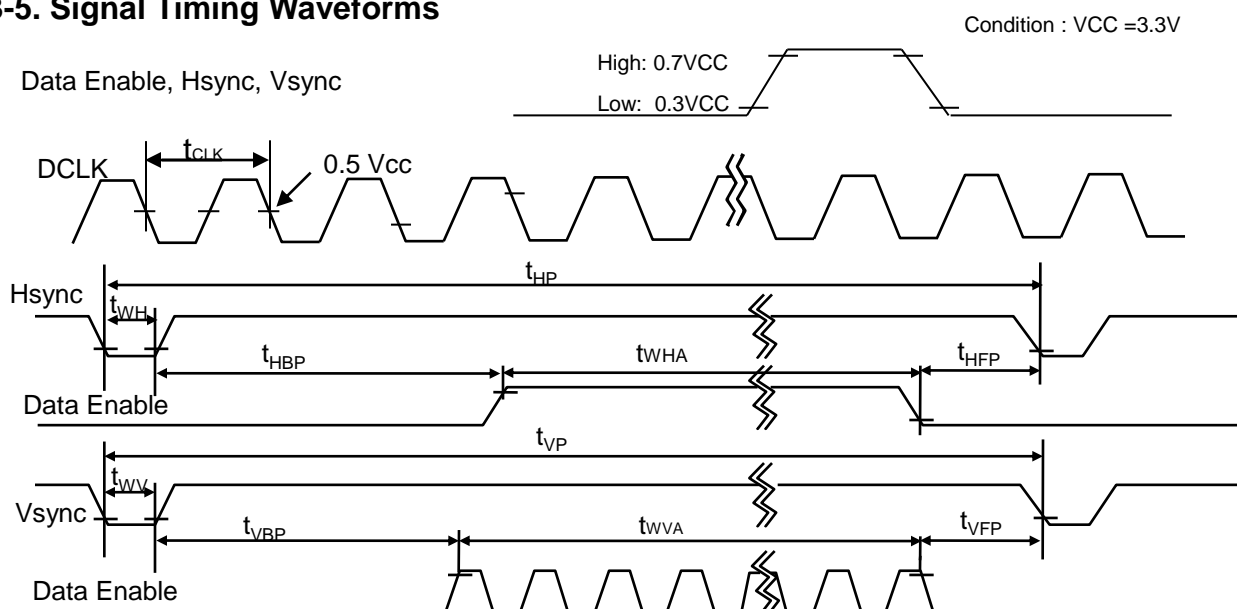 3-5. Signal Timing Waveforms
Condition : VCC =3.3V
Data Enable, Hsync, Vsync
High: 0.7VCC
Low: 0.3VCC
DCLK
tCLK
0.5 Vcc
tHP
Hsync
tWH
tHBP
tWHA
tHFP
Data Enable
tVP
tWV
Vsync
tVBP
tWVA
tVFP
Data Enable